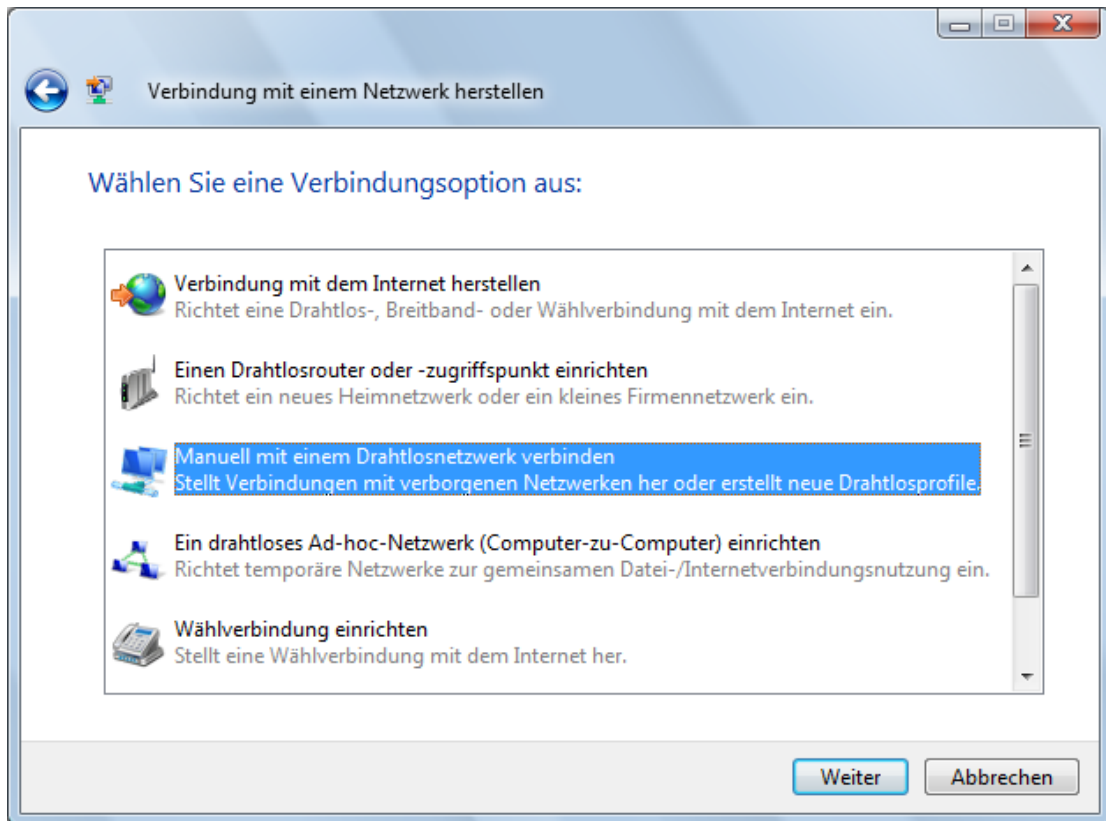 Verbindung mit einem Netzwerk herstellen
Wählen Sie eine Verbindungsoption aus:
Verbindung mit dem Internet herstellen
Richtet eine Drahtlos-, Breitband- oder Wählverbindung mit dem Internet ein.
Einen Drahtlosrouter oder -zugriffspunkt einrichten
Richtet ein neues Heimnetzwerk oder ein kleines Firmennetzwerk ein.
Manuell mit einem Drahtlosnetzwerk verbinden
Stellt Verbindungen mit verborgenen Netzwerken her oder erstellt neue Drahtlosprofile.
Ein drahtloses Ad-hoc-Netzwerk (Computer-zu-Computer) einrichten
Richtet temporäre Netzwerke zur gemeinsamen Datei-/Internetverbindungsnutzung ein.
Wählverbindung einrichten
Stellt eine Wählverbindung mit dem Internet her.
Weiter
Abbrechen